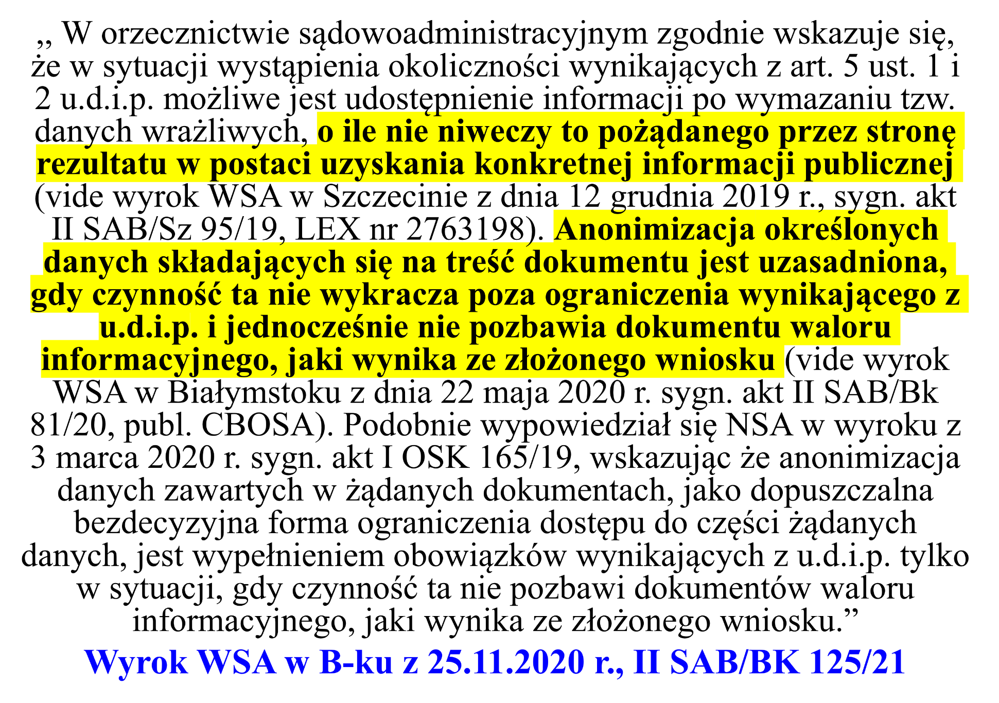 ,, W orzecznictwie sądowoadministracyjnym zgodnie wskazuje się,
że w sytuacji wystąpienia okoliczności wynikających z art. 5 ust. 1 i
2 u.d.i.p. możliwe jest udostępnienie informacji po wymazaniu tzw.
danych wrażliwych, o ile nie niweczy to pożądanego przez stronę
rezultatu w postaci uzyskania konkretnej informacji publicznej
(vide wyrok WSA w Szczecinie z dnia 12 grudnia 2019 r., sygn. akt
II SAB/Sz 95/19, LEX nr 2763198). Anonimizacja określonych
danych składających się na treść dokumentu jest uzasadniona,
gdy czynność ta nie wykracza poza ograniczenia wynikającego z
u.d.i.p. i jednocześnie nie pozbawia dokumentu waloru
informacyjnego, jaki wynika ze złożonego wniosku (vide wyrok
WSA w Białymstoku z dnia 22 maja 2020 r. sygn. akt II SAB/Bk
81/20, publ. CBOSA). Podobnie wypowiedział się NSA w wyroku z
3 marca 2020 r. sygn. akt I OSK 165/19, wskazując że anonimizacja
danych zawartych w żądanych dokumentach, jako dopuszczalna
bezdecyzyjna forma ograniczenia dostępu do części żądanych
danych, jest wypełnieniem obowiązków wynikających z u.d.i.p. tylko
w sytuacji, gdy czynność ta nie pozbawi dokumentów waloru
informacyjnego, jaki wynika ze złożonego wniosku.”
Wyrok WSA w B-ku z 25.11.2020 r., II SAB/BK 125/21